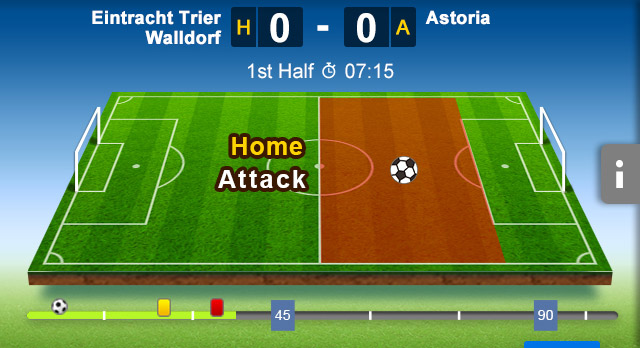 Eintracht Trier
Walldorf
H 0 - 0 A
Astoria
1st Half 07:15
Home
Attack
i
45
90